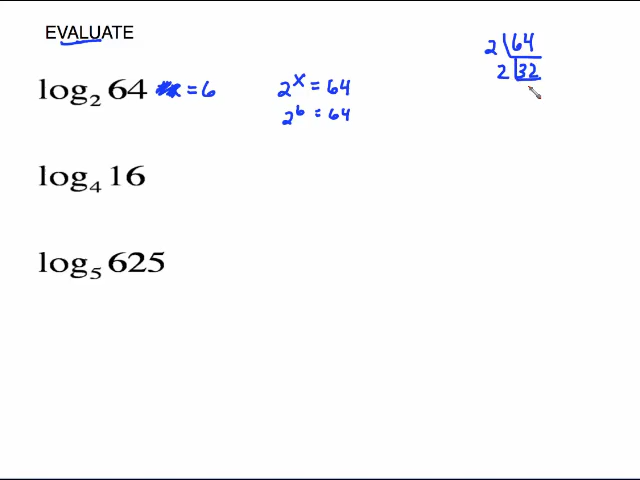 EVALUATE
log₂ 64 = 6
2ˣ = 64
2⁶ = 64
2 64
2 32
log₄ 16
log₅ 625